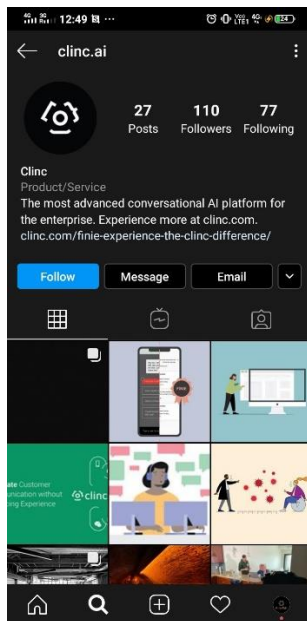 12:49
24
clinc.ai
27
110
77
Posts
Followers
Following
Clinc
Product/Service
The most advanced conversational AI platform for
the enterprise. Experience more at clinc.com.
clinc.com/finie-experience-the-clinc-difference/
Follow
Message
Email
ate Customer
unication without
ng Experience
clinc